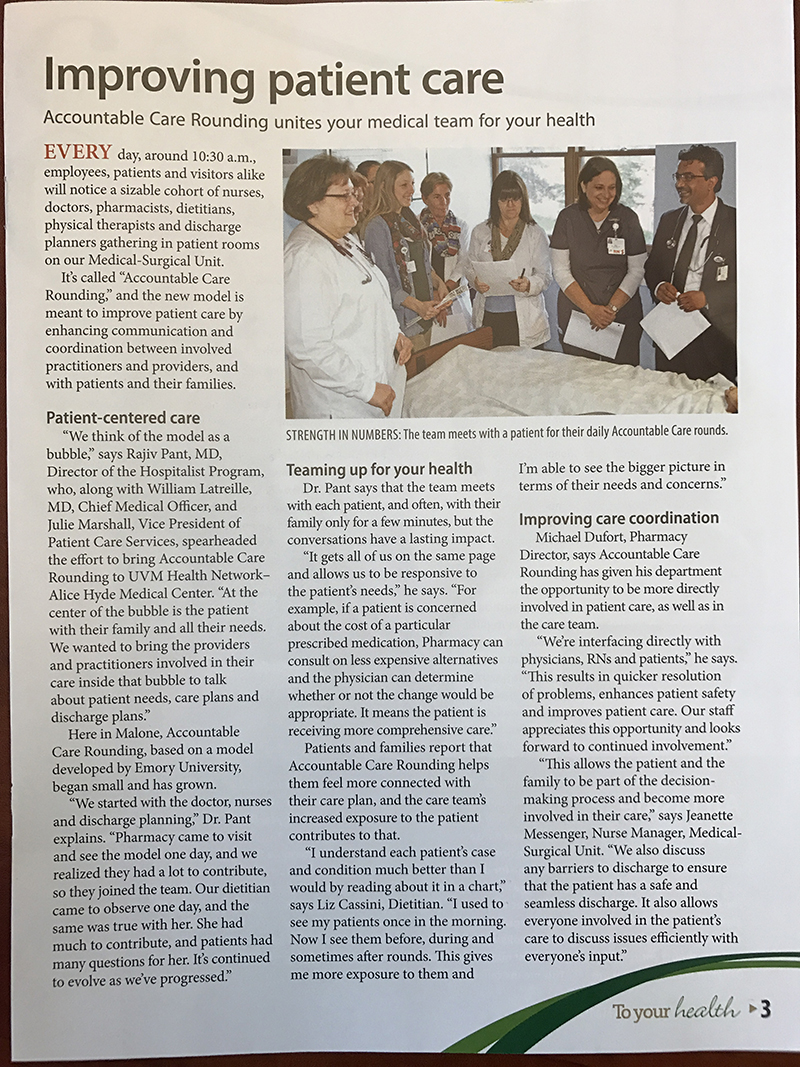 Improving patient care
Accountable Care Rounding unites your medical team for your health
EVERY day, around 10:30 a.m.,
employees, patients and visitors alike
will notice a sizable cohort of nurses,
doctors, pharmacists, dietitians,
physical therapists and discharge
planners gathering in patient rooms
on our Medical-Surgical Unit.
It's called “Accountable Care
Rounding,” and the new model is
meant to improve patient care by
enhancing communication and
coordination between involved
practitioners and providers, and
with patients and their families.
Patient-centered care
“We think of the model as a
bubble,” says Rajiv Pant, MD,
Director of the Hospitalist Program,
who, along with William Latreille,
MD, Chief Medical Officer, and
Julie Marshall, Vice President of
Patient Care Services, spearheaded
the effort to bring Accountable Care
Rounding to UVM Health Network–
Alice Hyde Medical Center. “At the
center of the bubble is the patient
with their family and all their needs.
We wanted to bring the providers
and practitioners involved in their
care inside that bubble to talk
about patient needs, care plans and
discharge plans.”
Here in Malone, Accountable
Care Rounding, based on a model
developed by Emory University,
began small and has grown.
“We started with the doctor, nurses
and discharge planning,” Dr. Pant
explains. “Pharmacy came to visit
and see the model one day, and we
realized they had a lot to contribute,
so they joined the team. Our dietitian
came to observe one day, and the
same was true with her. She had
much to contribute, and patients had
many questions for her. It's continued
to evolve as we've progressed.”
STRENGTH IN NUMBERS: The team meets with a patient for their daily Accountable Care rounds.
Teaming up for your health
Dr. Pant says that the team meets
with each patient, and often, with their
family only for a few minutes, but the
conversations have a lasting impact.
“It gets all of us on the same page
and allows us to be responsive to
the patient's needs,” he says. “For
example, if a patient is concerned
about the cost of a particular
prescribed medication, Pharmacy can
consult on less expensive alternatives
and the physician can determine
whether or not the change would be
appropriate. It means the patient is
receiving more comprehensive care.”
Patients and families report that
Accountable Care Rounding helps
them feel more connected with
their care plan, and the care team's
increased exposure to the patient
contributes to that.
“I understand each patient's case
and condition much better than I
would by reading about it in a chart,”
says Liz Cassini, Dietitian. “I used to
see my patients once in the morning.
Now I see them before, during and
sometimes after rounds. This gives
me more exposure to them and
I'm able to see the bigger picture in
terms of their needs and concerns.”
Improving care coordination
Michael Dufort, Pharmacy
Director, says Accountable Care
Rounding has given his department
the opportunity to be more directly
involved in patient care, as well as in
the care team.
“We're interfacing directly with
physicians, RNs and patients,” he says.
“This results in quicker resolution
of problems, enhances patient safety
and improves patient care. Our staff
appreciates this opportunity and looks
forward to continued involvement.”
“This allows the patient and the
family to be part of the decision-
making process and become more
involved in their care,” says Jeanette
Messenger, Nurse Manager, Medical-
Surgical Unit. “We also discuss
any barriers to discharge to ensure
that the patient has a safe and
seamless discharge. It also allows
everyone involved in the patient's
care to discuss issues efficiently with
everyone's input.”
To your health ▸3